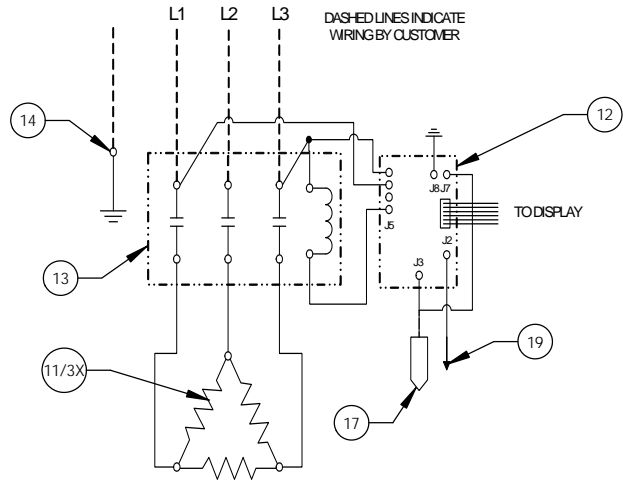 L1 L2 L3
DASHED LINES INDICATE
WIRING BY CUSTOMER
14
12
J8 J7
TO DISPLAY
J5
J2
J3
13
19
11/3X
17